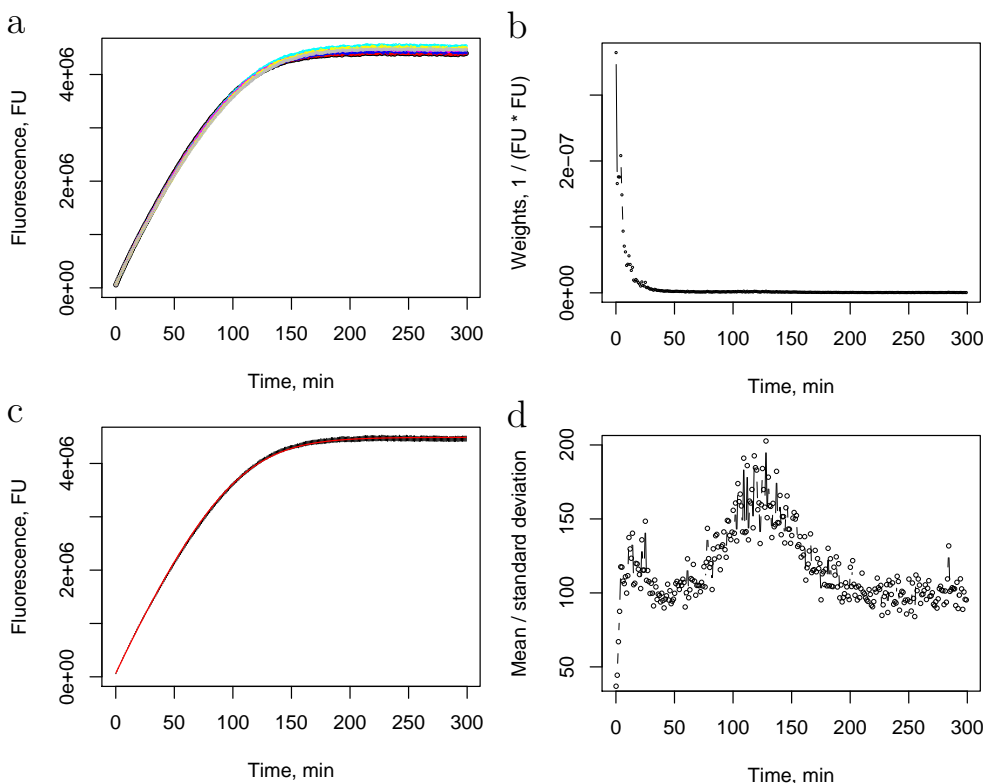 a
Fluorescence, FU
0e+00 2e+06 4e+06
0 50 100 150 200 250 300
Time, min
b
Weights, 1 / (FU * FU)
0e+00 2e−07
0 50 100 150 200 250 300
Time, min
c
Fluorescence, FU
0e+00 2e+06 4e+06
0 50 100 150 200 250 300
Time, min
d
Mean / standard deviation
50 100 150 200
0 50 100 150 200 250 300
Time, min